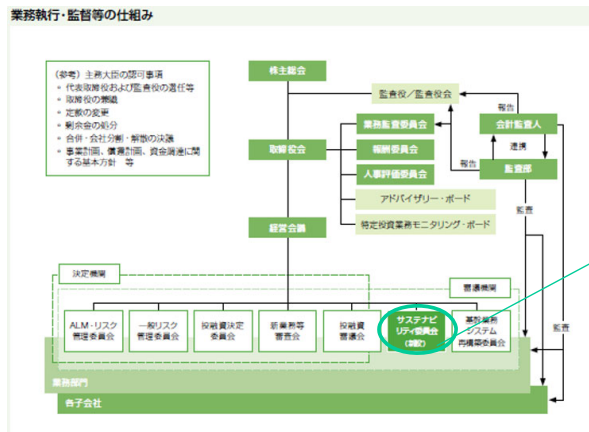 業務執行・監督等の仕組み
(参考)主務大臣の認可事項
・代表取締役および監査役の選任等
・取締役の兼職
・定款の変更
・剰余金の処分
・合併・会社分割・解散の決議
・事業計画、償還計画、資金調達に関
する基本方針 等
株主総会
監査役/監査役会
報告
業務監査委員会
会計監査人
連携
取締役会
報酬委員会
報告
監査部
人事評価委員会
アドバイザリー・ボード
監査
経営会議
特定投資業務モニタリング・ボード
決定機関
審議機関
ALM・リスク
管理委員会
一般リスク
管理委員会
投融資決定
委員会
新業務等
審査会
投融資
審議会
サステナビ
リティ委員会
(新設)
基幹業務
システム
再構築委員会
監査
業務部門
各子会社